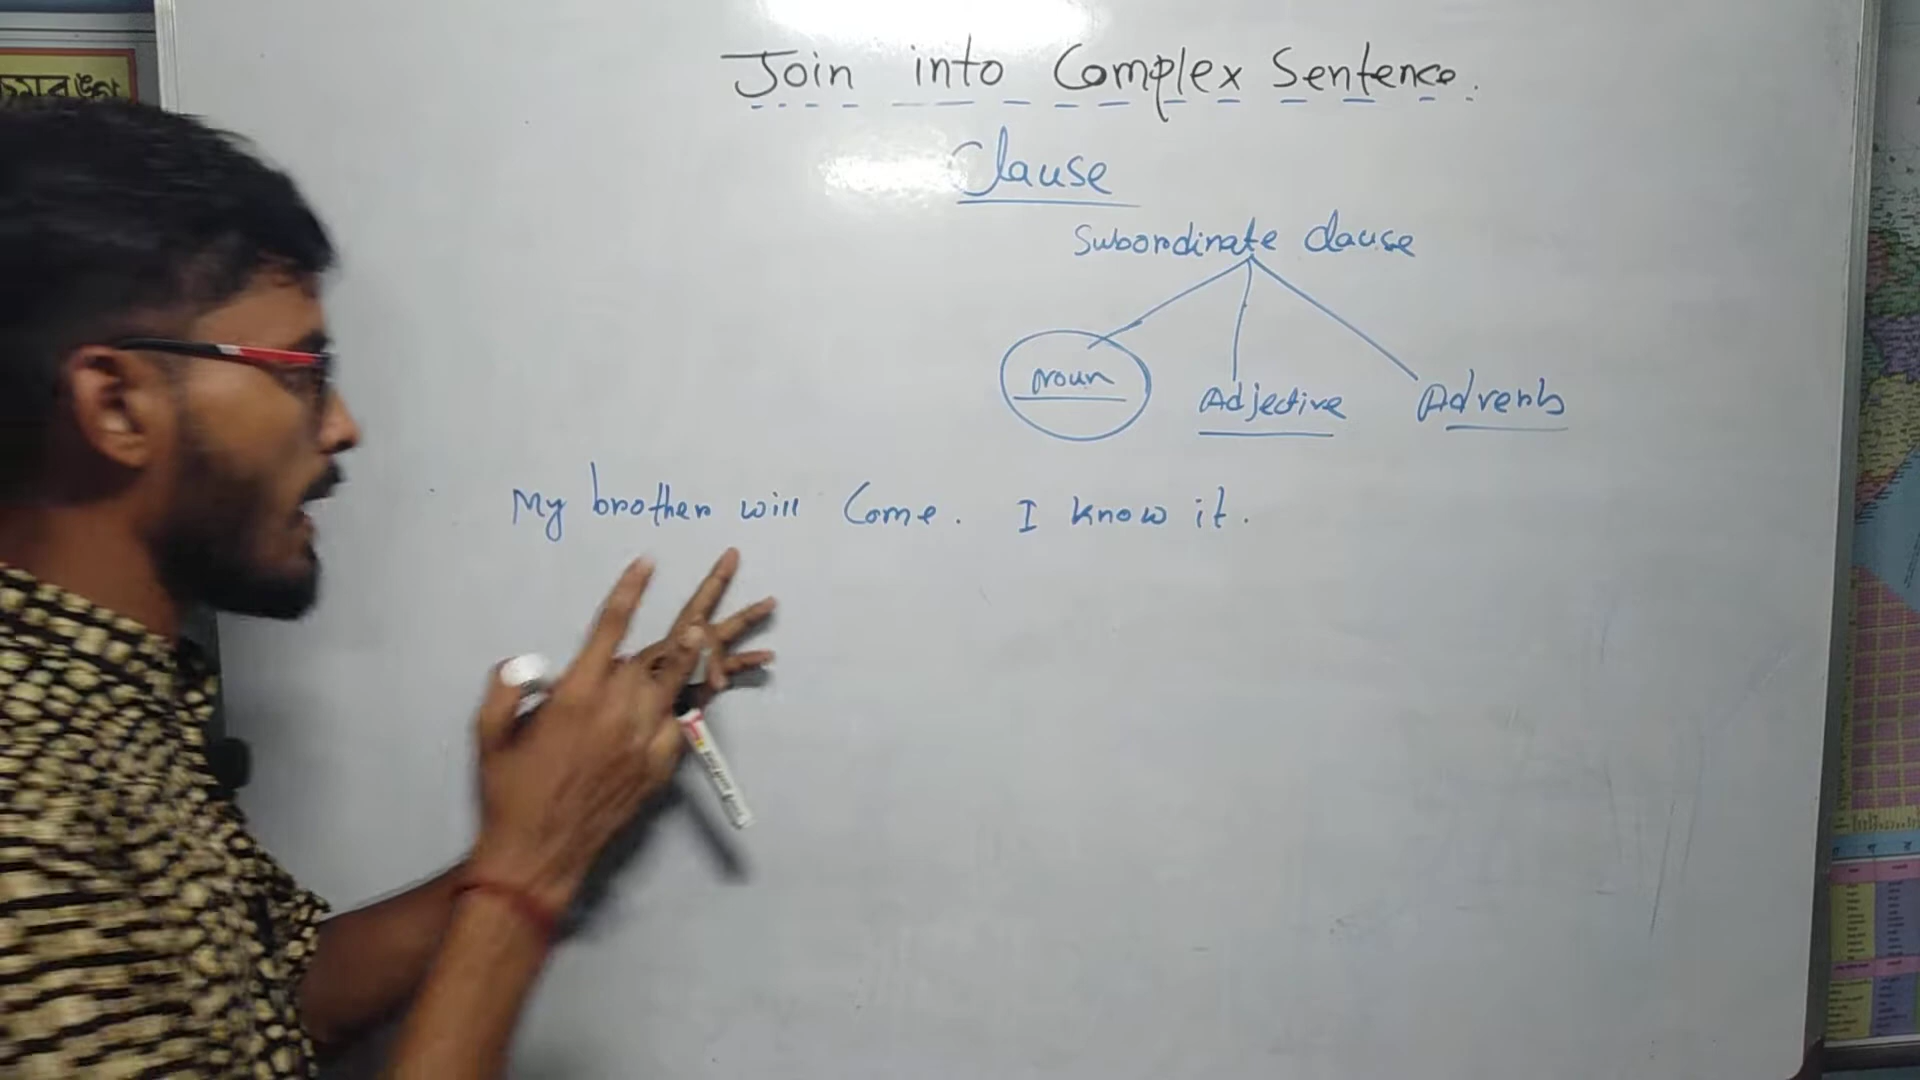 Join into Complex Sentence.
Clause
Subordinate clause
Noun Adjective Adverb
My brother will Come. I know it.